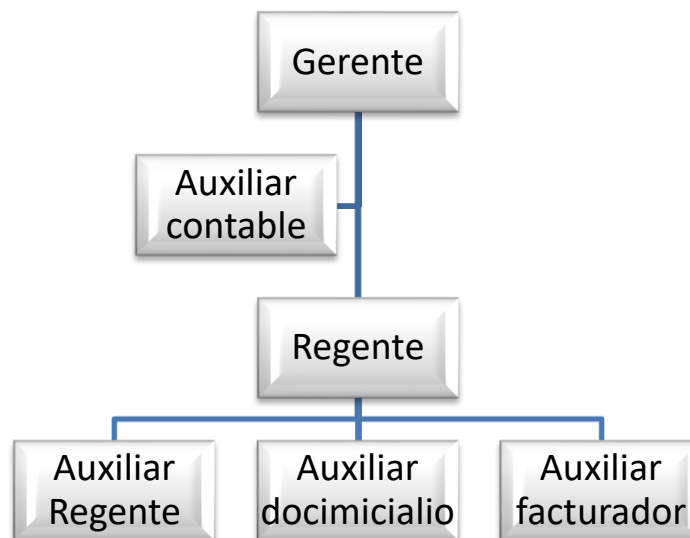 Gerente
Auxiliar
contable
Regente
Auxiliar
Regente
Auxiliar
docimicialio
Auxiliar
facturador